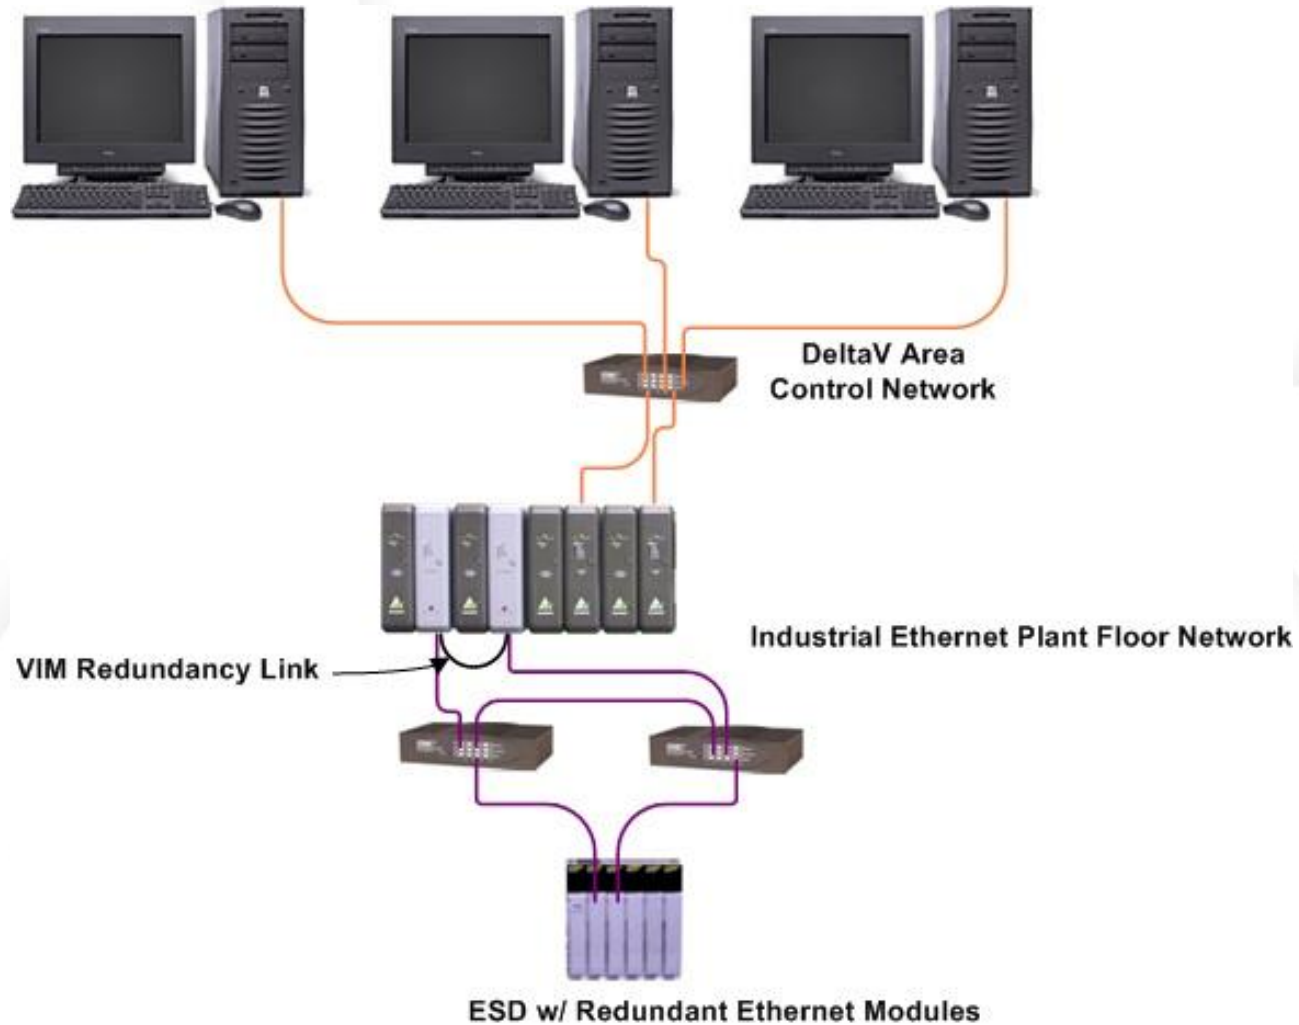 DeltaV Area
Control Network
Industrial Ethernet Plant Floor Network
VIM Redundancy Link
ESD w/ Redundant Ethernet Modules